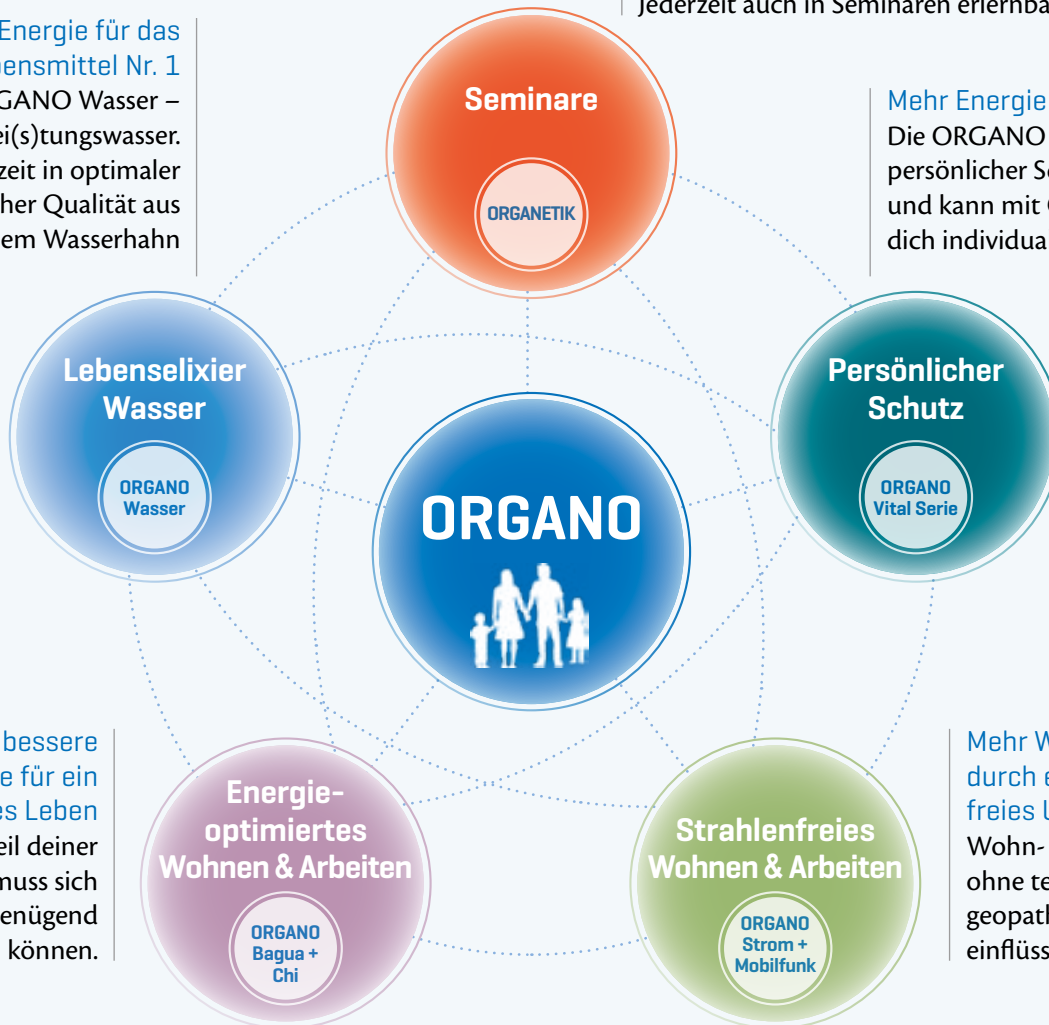 Jederzeit auch in Seminaren erlernba
Energie für das
bensmittel Nr. 1
GANO Wasser –
ei(s)tungswasser.
zeit in optimaler
her Qualität aus
em Wasserhahn
Seminare
ORGANETIK
Mehr Energie
Die ORGANO
persönlicher S
und kann mit
dich individua
Lebenselixier
Wasser
ORGANO
Wasser
Persönlicher
Schutz
ORGANO
Vital Serie
ORGANO
bessere
e für ein
es Leben
eil deiner
muss sich
enügend
können.
Energie-
optimiertes
Wohnen & Arbeiten
ORGANO
Bagua +
Chi
Strahlenfreies
Wohnen & Arbeiten
ORGANO
Strom +
Mobilfunk
Mehr W
durch e
freies U
Wohn-
ohne te
geopath
einflüss